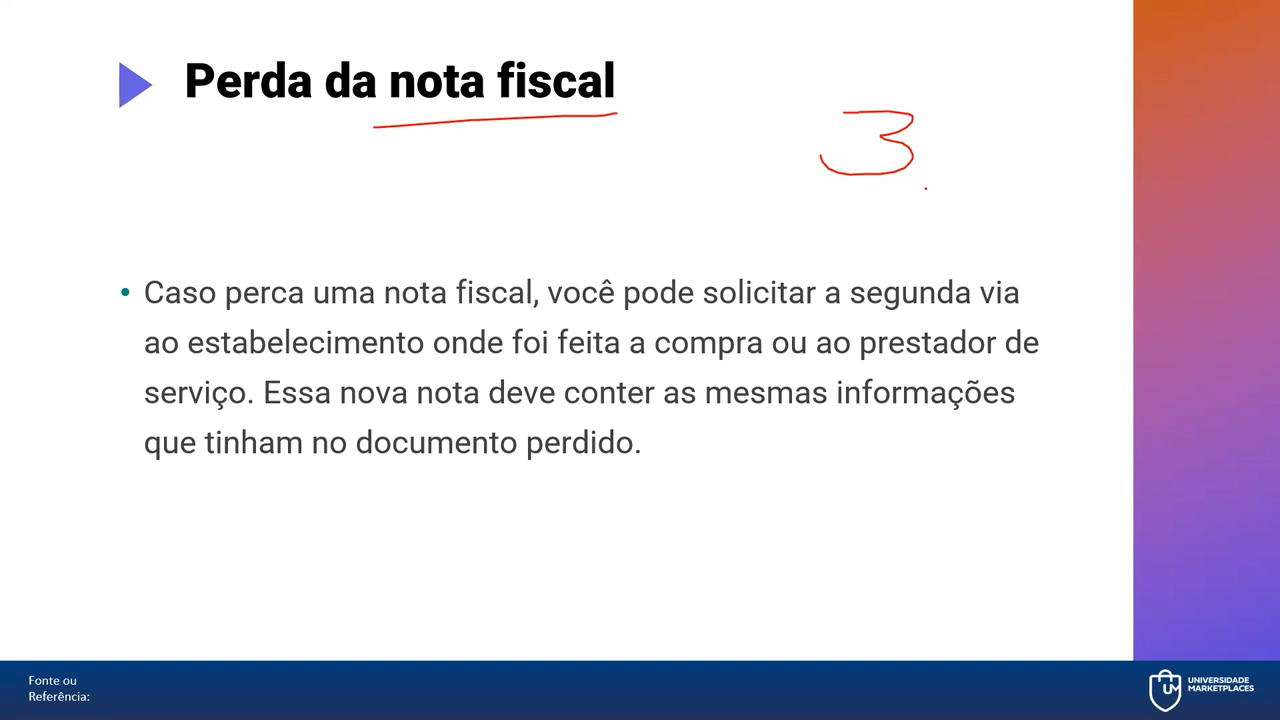 Perda da nota fiscal
3
Caso perca uma nota fiscal, você pode solicitar a segunda via
ao estabelecimento onde foi feita a compra ou ao prestador de
serviço. Essa nova nota deve conter as mesmas informações
que tinham no documento perdido.
Fonte ou
Referência:
UM
UNIVERSIDADE
MARKETPLACES